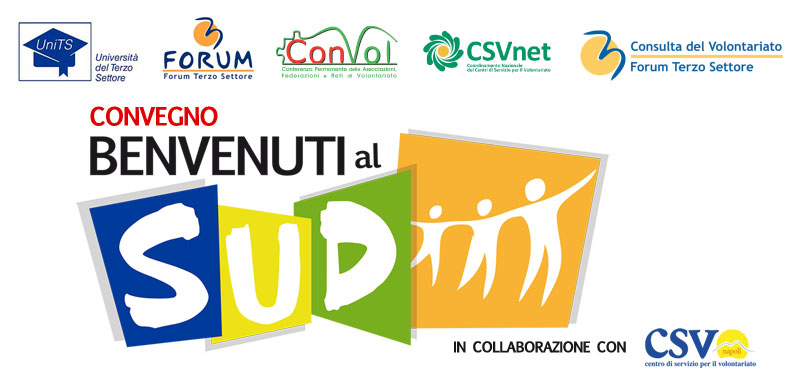 UniTS
Università
del Terzo
Settore
FORUM
Forum Terzo Settore
ConVol
Conferenza Permanente delle Associazioni,
Federazioni e Reti di Volontariato
CSVnet
Coordinamento Nazionale
dei Centri di Servizio per il Volontariato
Consulta del Volontariato
Forum Terzo Settore
CONVEGNO
BENVENUTI al
SUD
IN COLLABORAZIONE CON
CSV
napoli
centro di servizio per il volontariato